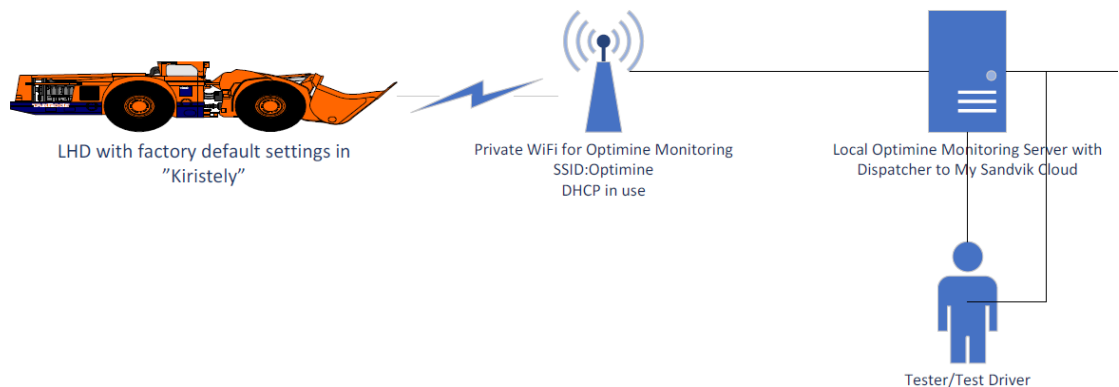 LHD with factory default settings in
”Kiristely”
Private WiFi for Optimine Monitoring
SSID:Optimine
DHCP in use
Local Optimine Monitoring Server with
Dispatcher to My Sandvik Cloud
Tester/Test Driver